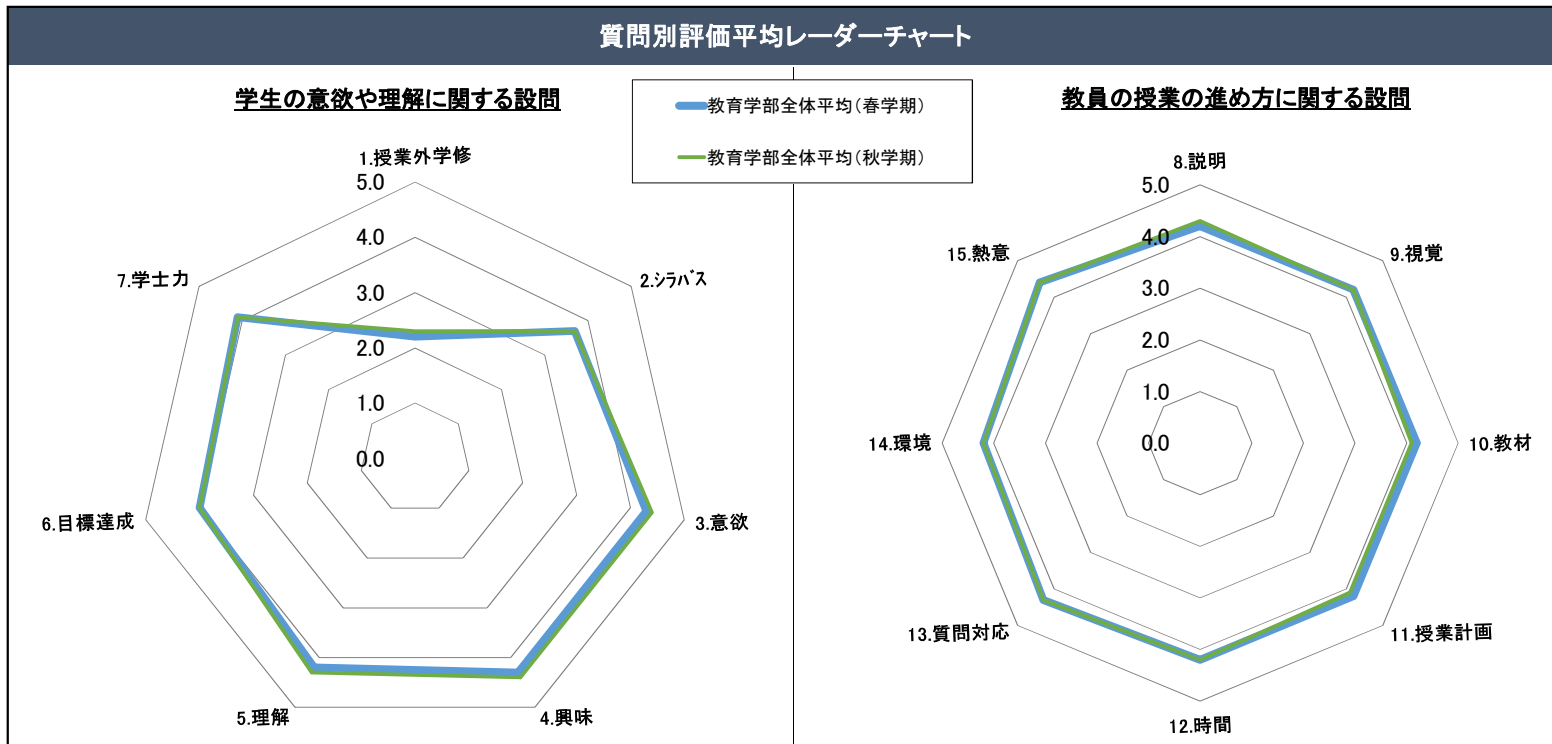 質問別評価平均レーダーチャート
学生の意欲や理解に関する設問
教育学部全体平均(春学期)
教育学部全体平均(秋学期)
教員の授業の進め方に関する設問
1.授業外学修
5.0
4.0
3.0
2.0
1.0
0.0
2.シラバス
3.意欲
4.興味
5.理解
6.目標達成
7.学士力
8.説明
5.0
4.0
3.0
2.0
1.0
0.0
9.視覚
10.教材
11.授業計画
12.時間
13.質問対応
14.環境
15.熱意